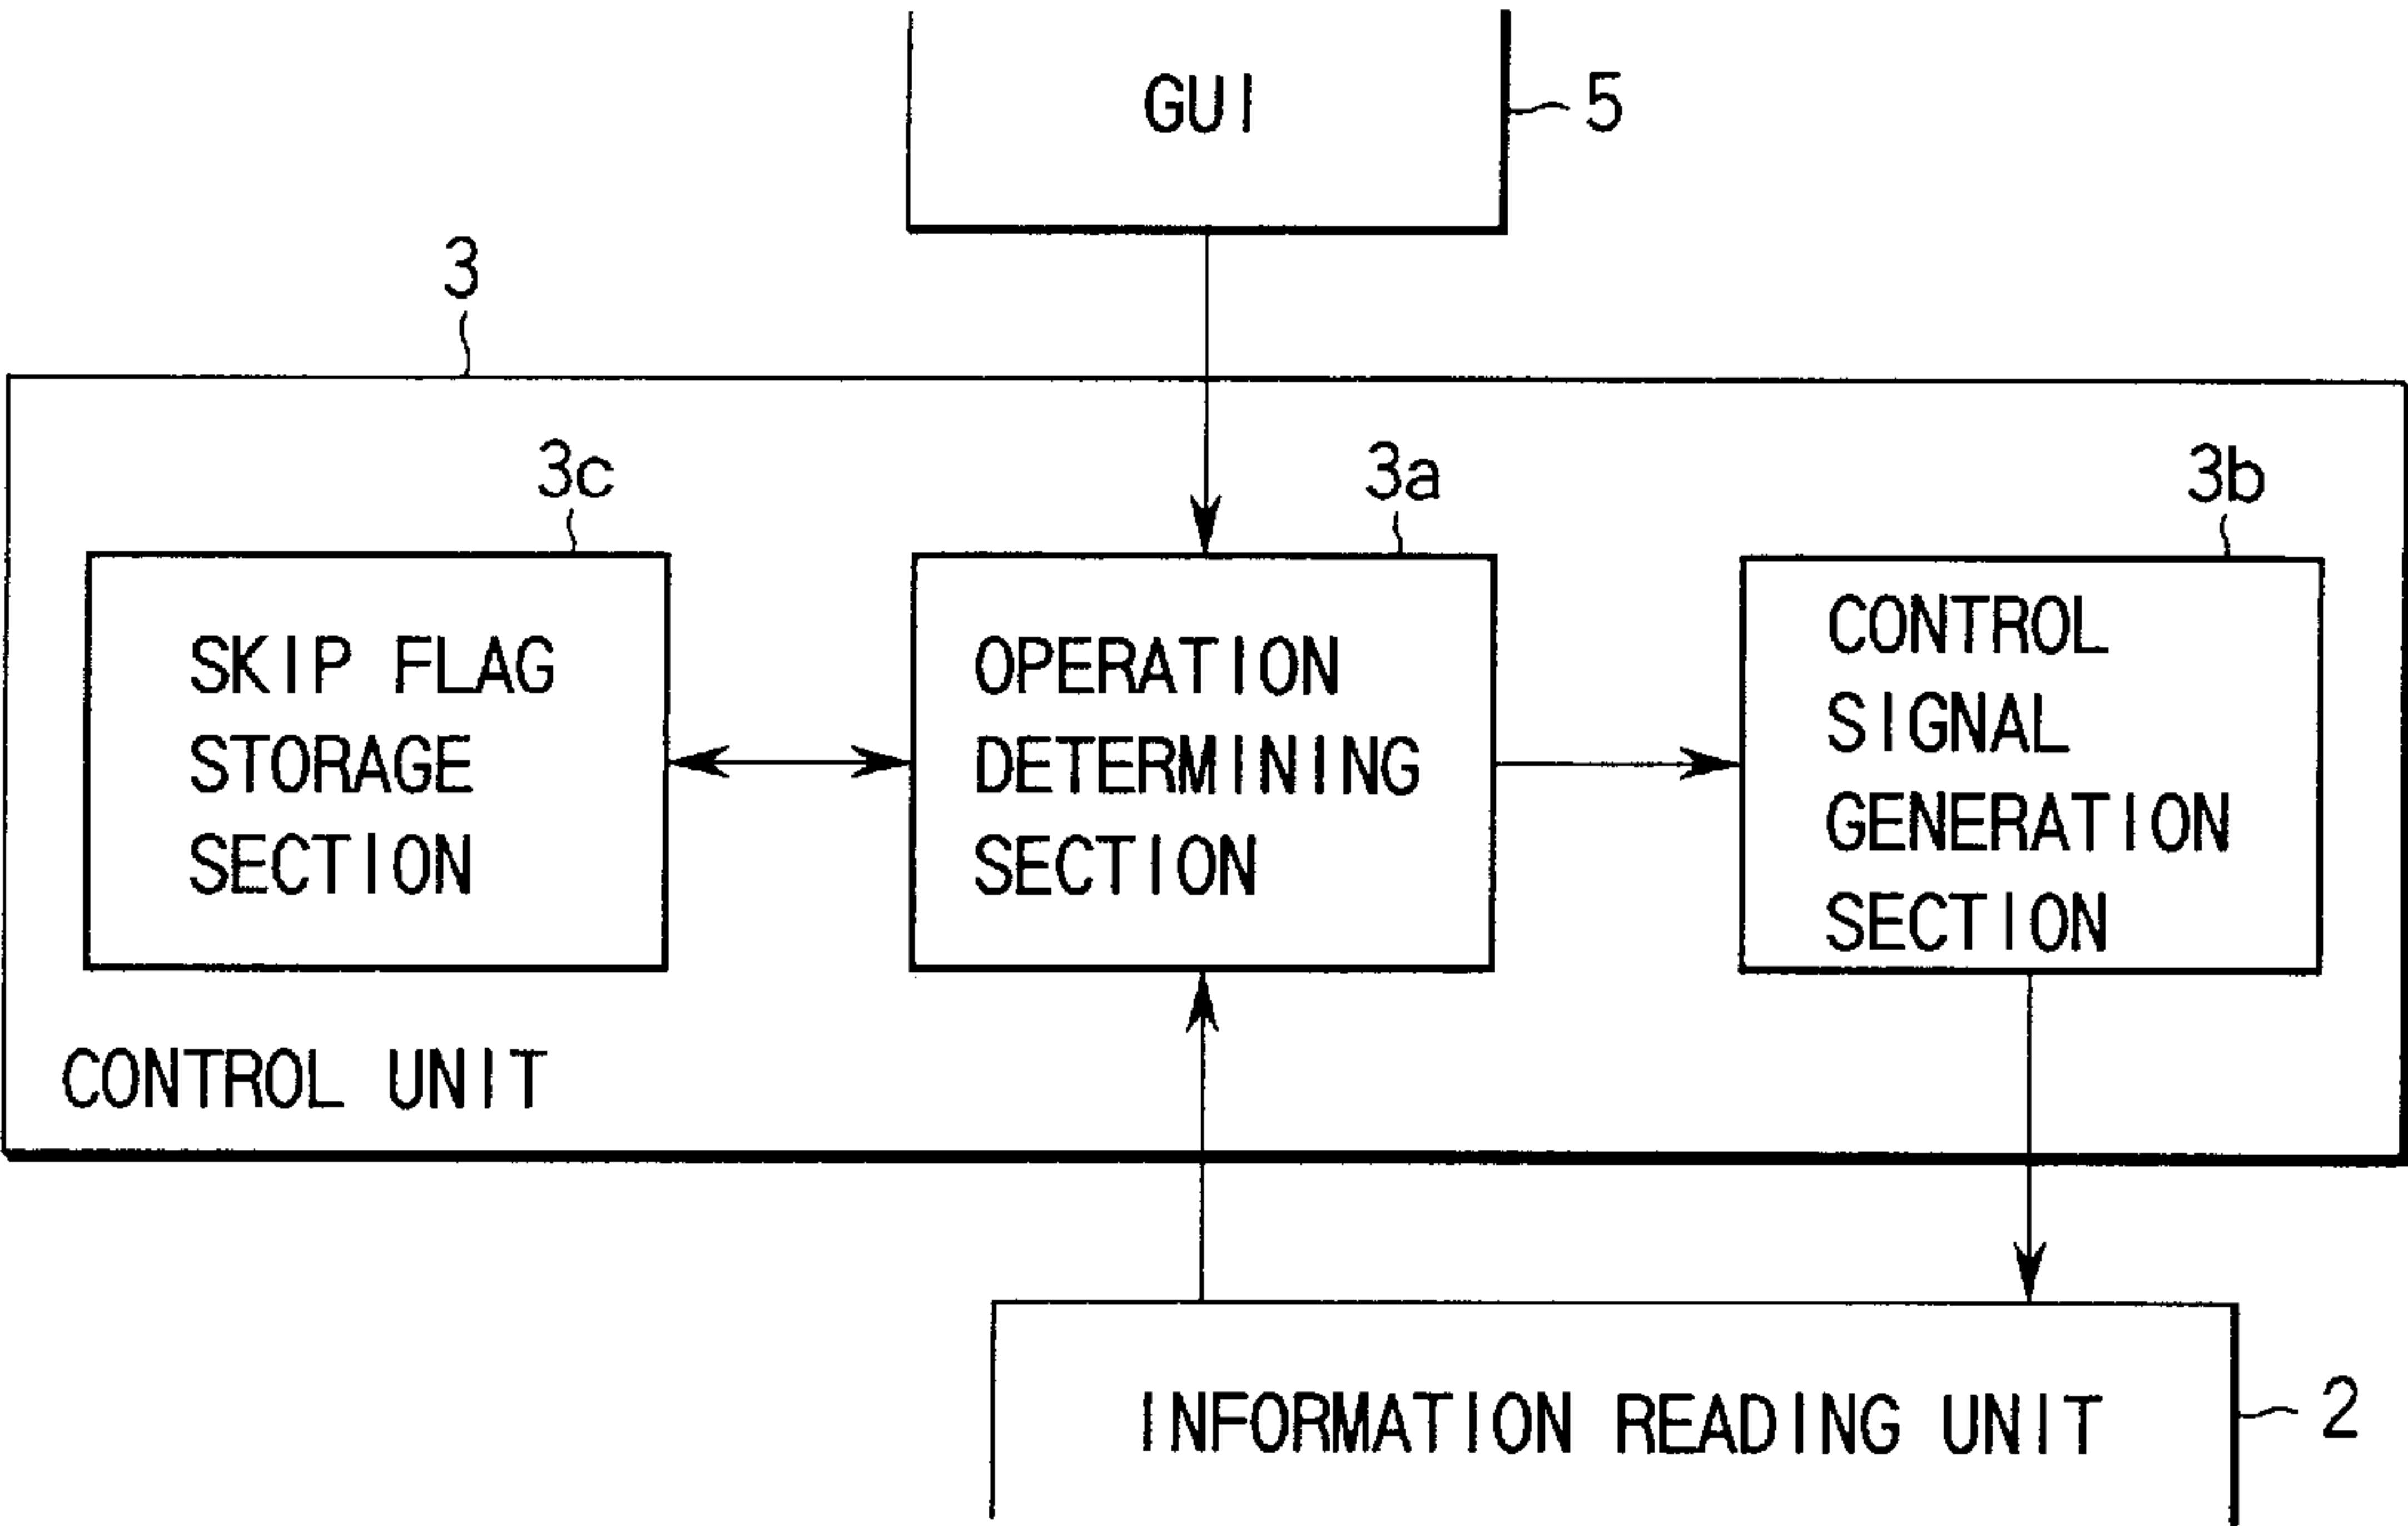 GUI
5
3
3c
3a
3b
SKIP FLAG
STORAGE
SECTION
OPERATION
DETERMINING
SECTION
CONTROL
SIGNAL
GENERATION
SECTION
CONTROL UNIT
INFORMATION READING UNIT
2